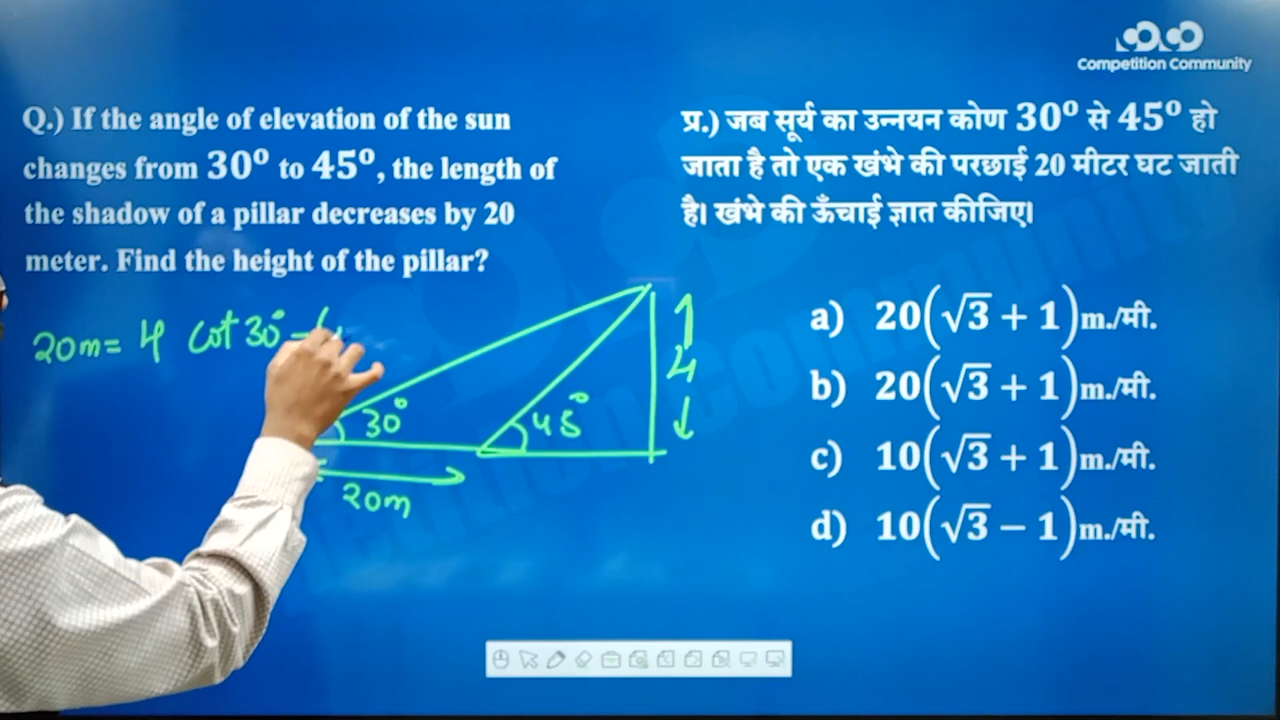 Competition Community
Q.) If the angle of elevation of the sun
changes from 30° to 45°, the length of
the shadow of a pillar decreases by 20
meter. Find the height of the pillar?
प्र.) जब सूर्य का उन्नयन कोण 30° से 45° हो
जाता है तो एक खंभे की परछाई 20 मीटर घट जाती
है। खंभे की ऊँचाई ज्ञात कीजिए।
20m = H cot 30° -
30°
45°
H
20m
a) 20(√3 + 1)m./मी.
b) 20(√3 + 1)m./मी.
c) 10(√3 + 1)m./मी.
d) 10(√3 − 1)m./मी.